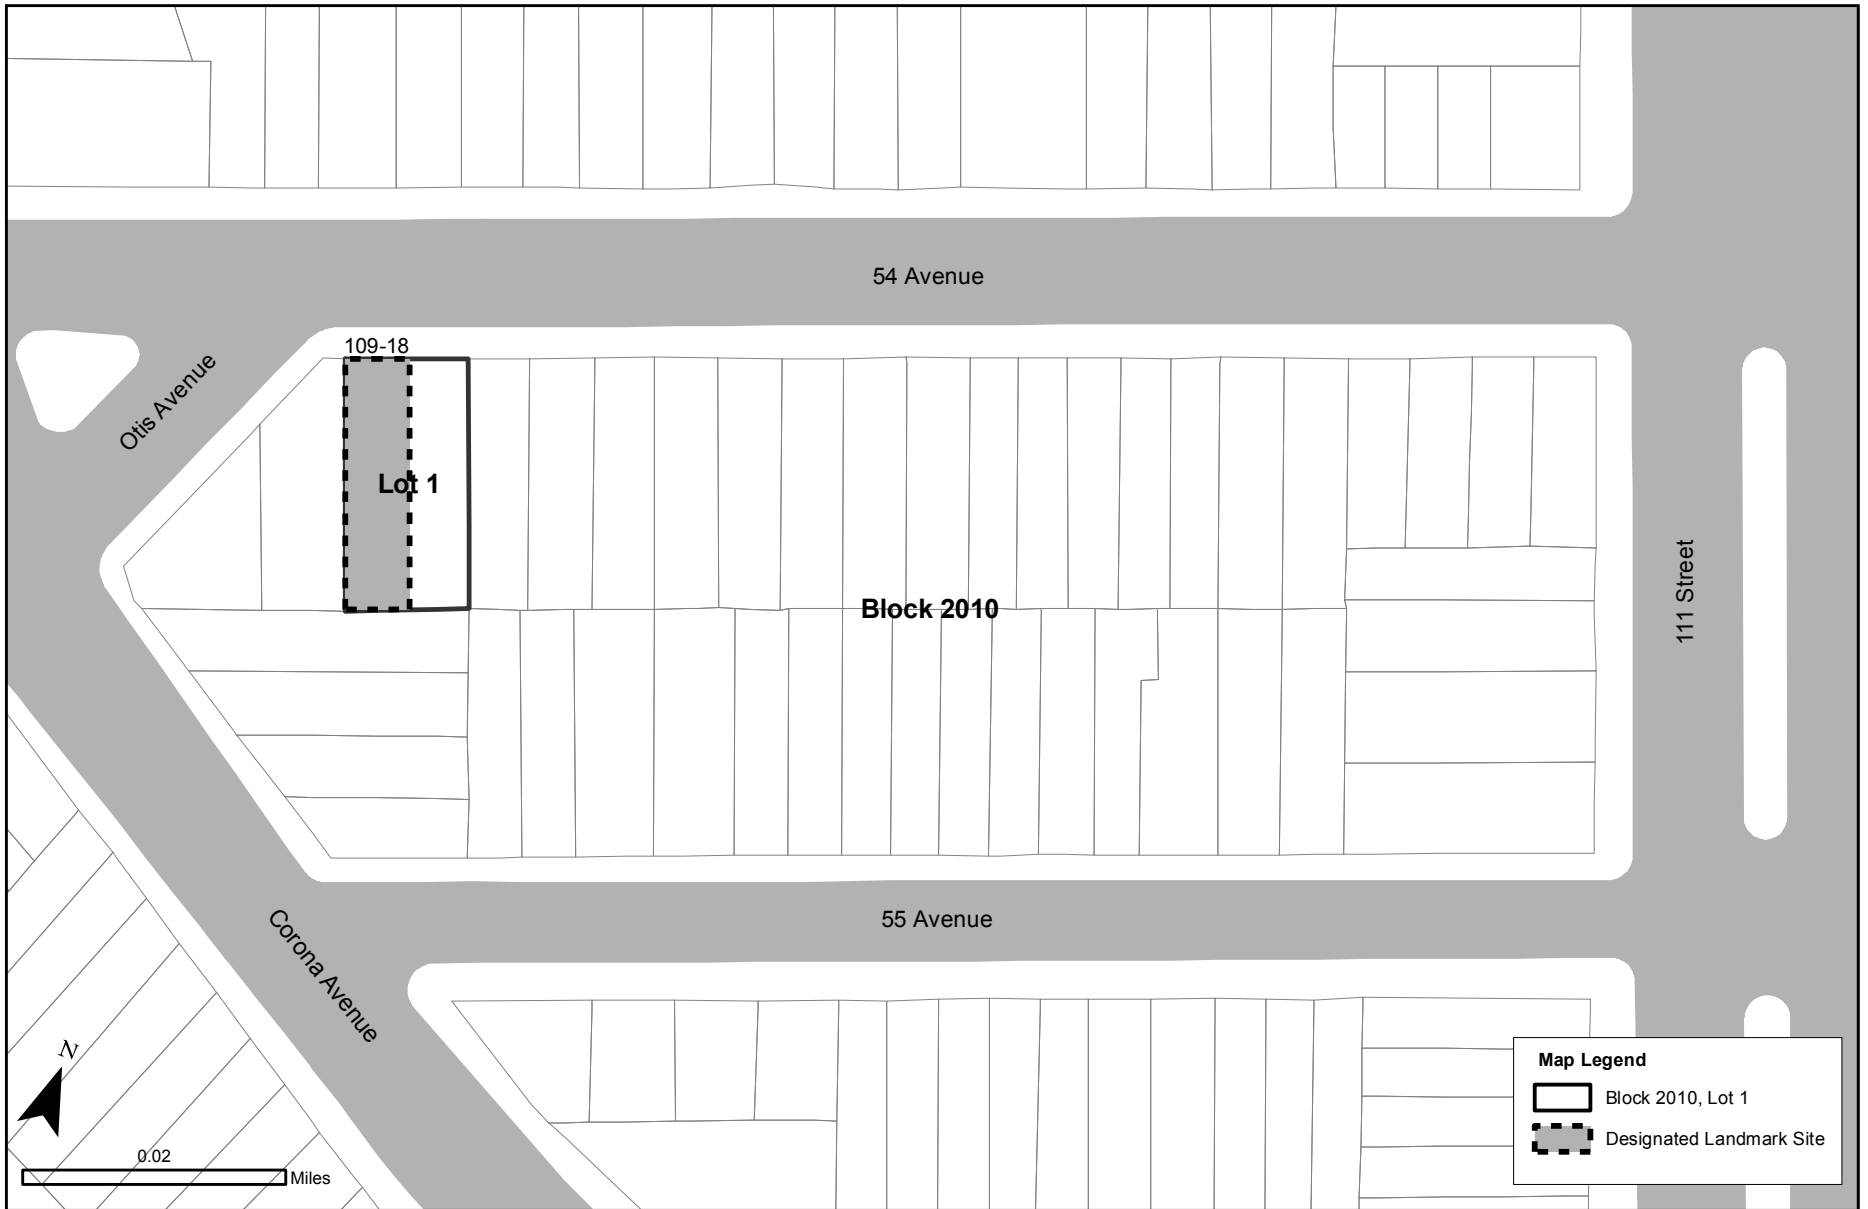 54 Avenue
109-18
Otis Avenue
Lot 1
Block 2010
111 Street
55 Avenue
Corona Avenue
N
0.02
Miles
Map Legend
Block 2010, Lot 1
Designated Landmark Site